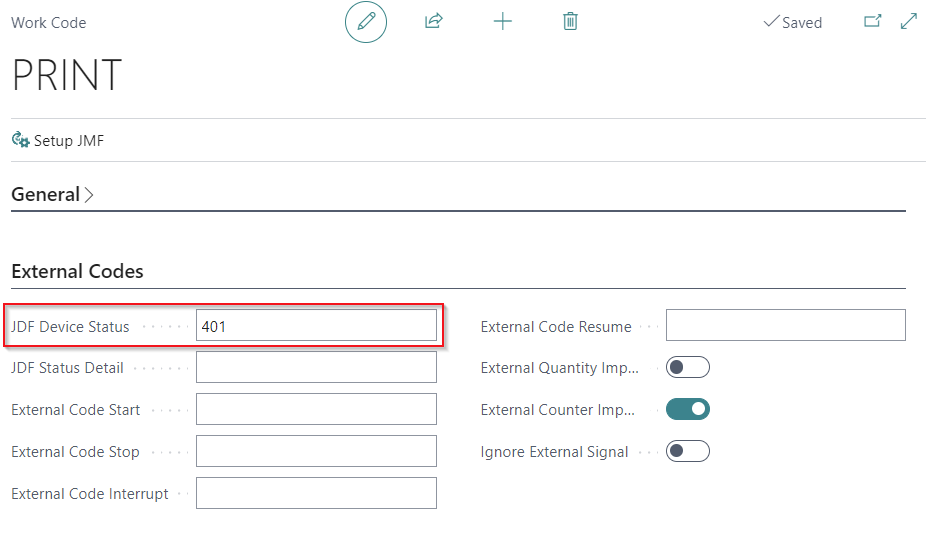 Work Code
Saved
PRINT
Setup JMF
General
External Codes
JDF Device Status 401
External Code Resume
JDF Status Detail
External Quantity Imp...
External Code Start
External Counter Imp...
External Code Stop
Ignore External Signal
External Code Interrupt